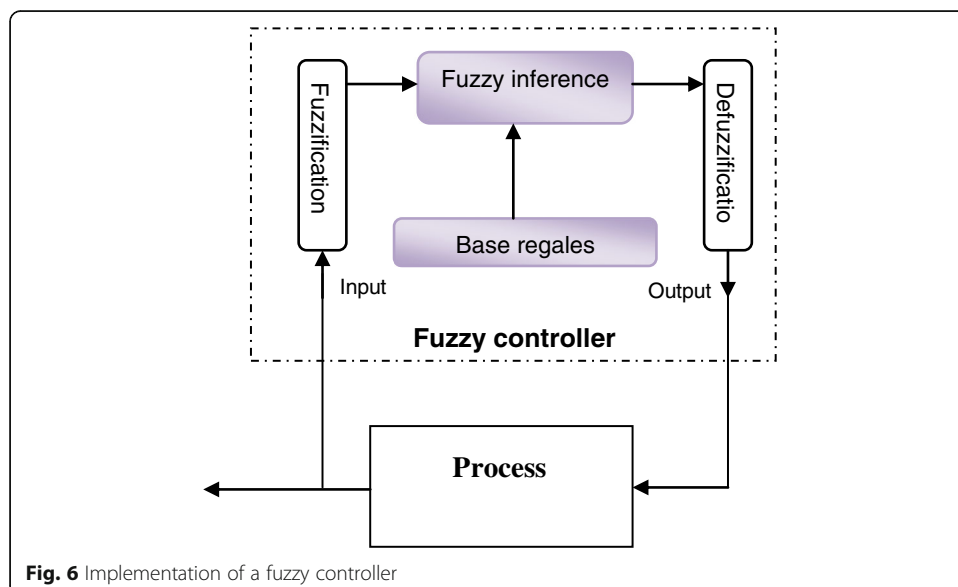 Fuzzification
Fuzzy inference
Defuzzificatio
Base regales
Input
Output
Fuzzy controller
Process
Fig. 6 Implementation of a fuzzy controller